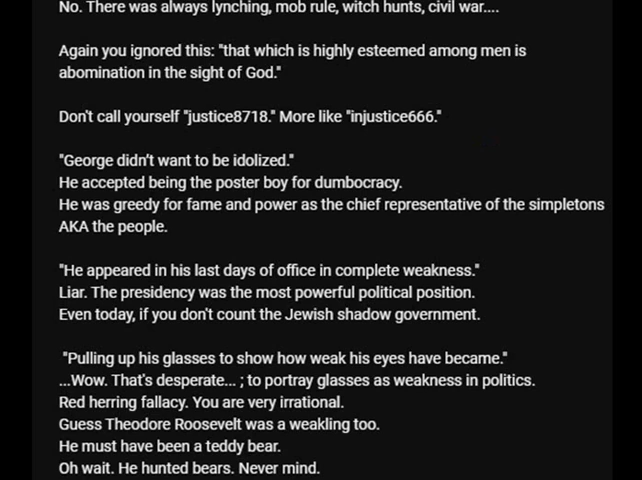 No. There was always lynching, mob rule, witch hunts, civil war....
Again you ignored this: "that which is highly esteemed among men is
abomination in the sight of God."
Don't call yourself "justice8718." More like "injustice666."
"George didn't want to be idolized."
He accepted being the poster boy for dumbocracy.
He was greedy for fame and power as the chief representative of the simpletons
AKA the people.
"He appeared in his last days of office in complete weakness."
Liar. The presidency was the most powerful political position.
Even today, if you don't count the Jewish shadow government.
"Pulling up his glasses to show how weak his eyes have became."
...Wow. That's desperate... ; to portray glasses as weakness in politics.
Red herring fallacy. You are very irrational.
Guess Theodore Roosevelt was a weakling too.
He must have been a teddy bear.
Oh wait. He hunted bears. Never mind.